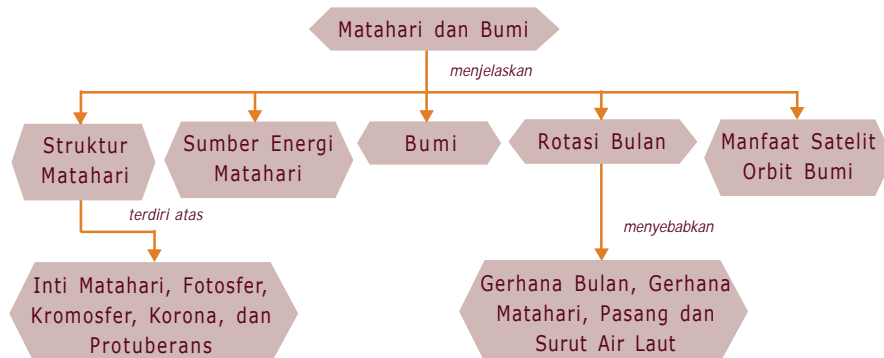 Matahari dan Bumi
menjelaskan
Struktur
Matahari
Sumber Energi
Matahari
Bumi
Rotasi Bulan
Manfaat Satelit
Orbit Bumi
terdiri atas
menyebabkan
Inti Matahari, Fotosfer,
Kromosfer, Korona, dan
Protuberans
Gerhana Bulan, Gerhana
Matahari, Pasang dan
Surut Air Laut